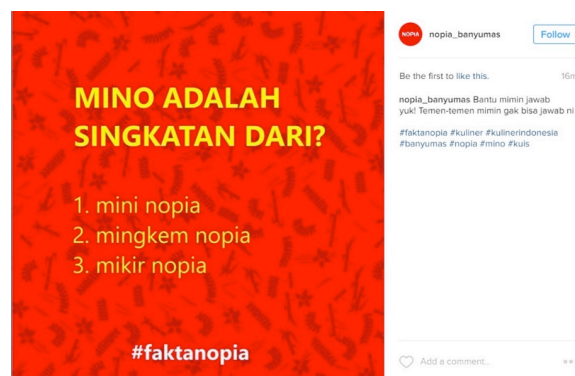 MINO ADALAH
SINGKATAN DARI?
1. mini nopia
2. mingkem nopia
3. mikir nopia
#faktanopia
NOPIA
nopia_banyumas
Follow
Be the first to like this.
16m
nopia_banyumas Bantu mimin jawab
yuk! Temen-temen mimin gak bisa jawab ni
#faktanopia #kuliner #kulinerindonesia
#banyumas #nopia #mino #kuis
Add a comment...